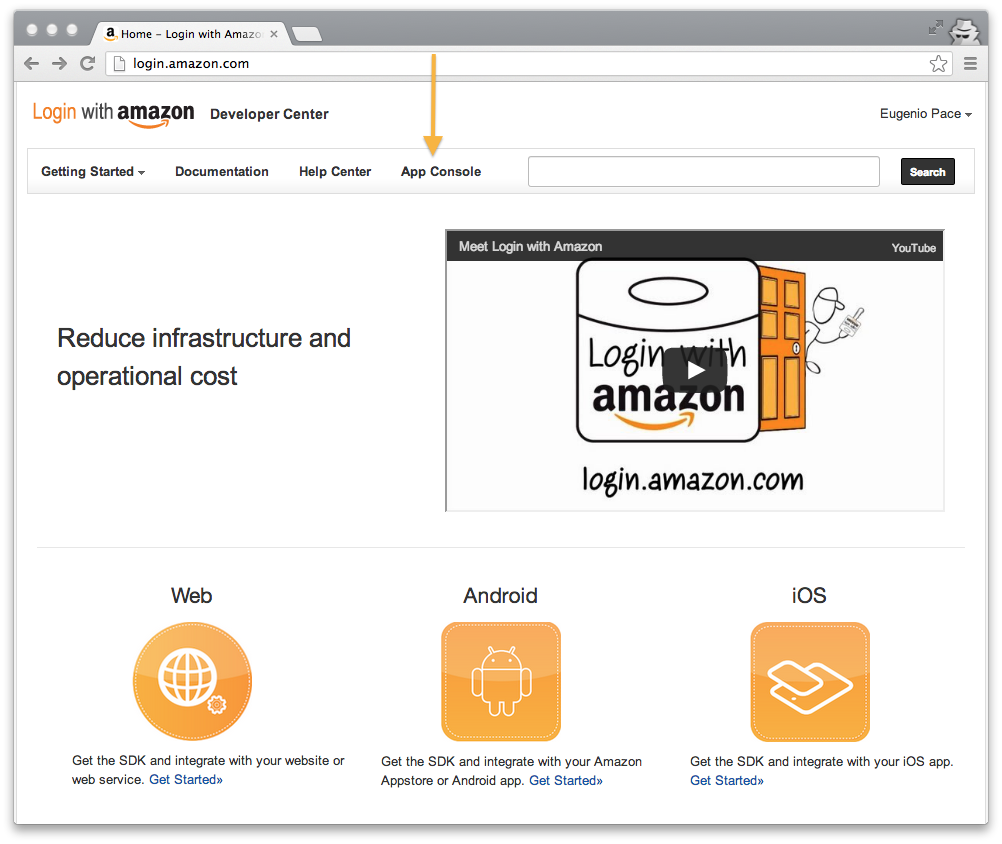 Home – Login with Amazo
login.amazon.com
Login with amazon Developer Center
Eugenio Pace
Getting Started Documentation Help Center App Console Search
Meet Login with Amazon YouTube
Reduce infrastructure and
operational cost
Login with
amazon
login.amazon.com
Web
Get the SDK and integrate with your website or
web service. Get Started»
Android
Get the SDK and integrate with your Amazon
Appstore or Android app. Get Started»
iOS
Get the SDK and integrate with your iOS app.
Get Started»